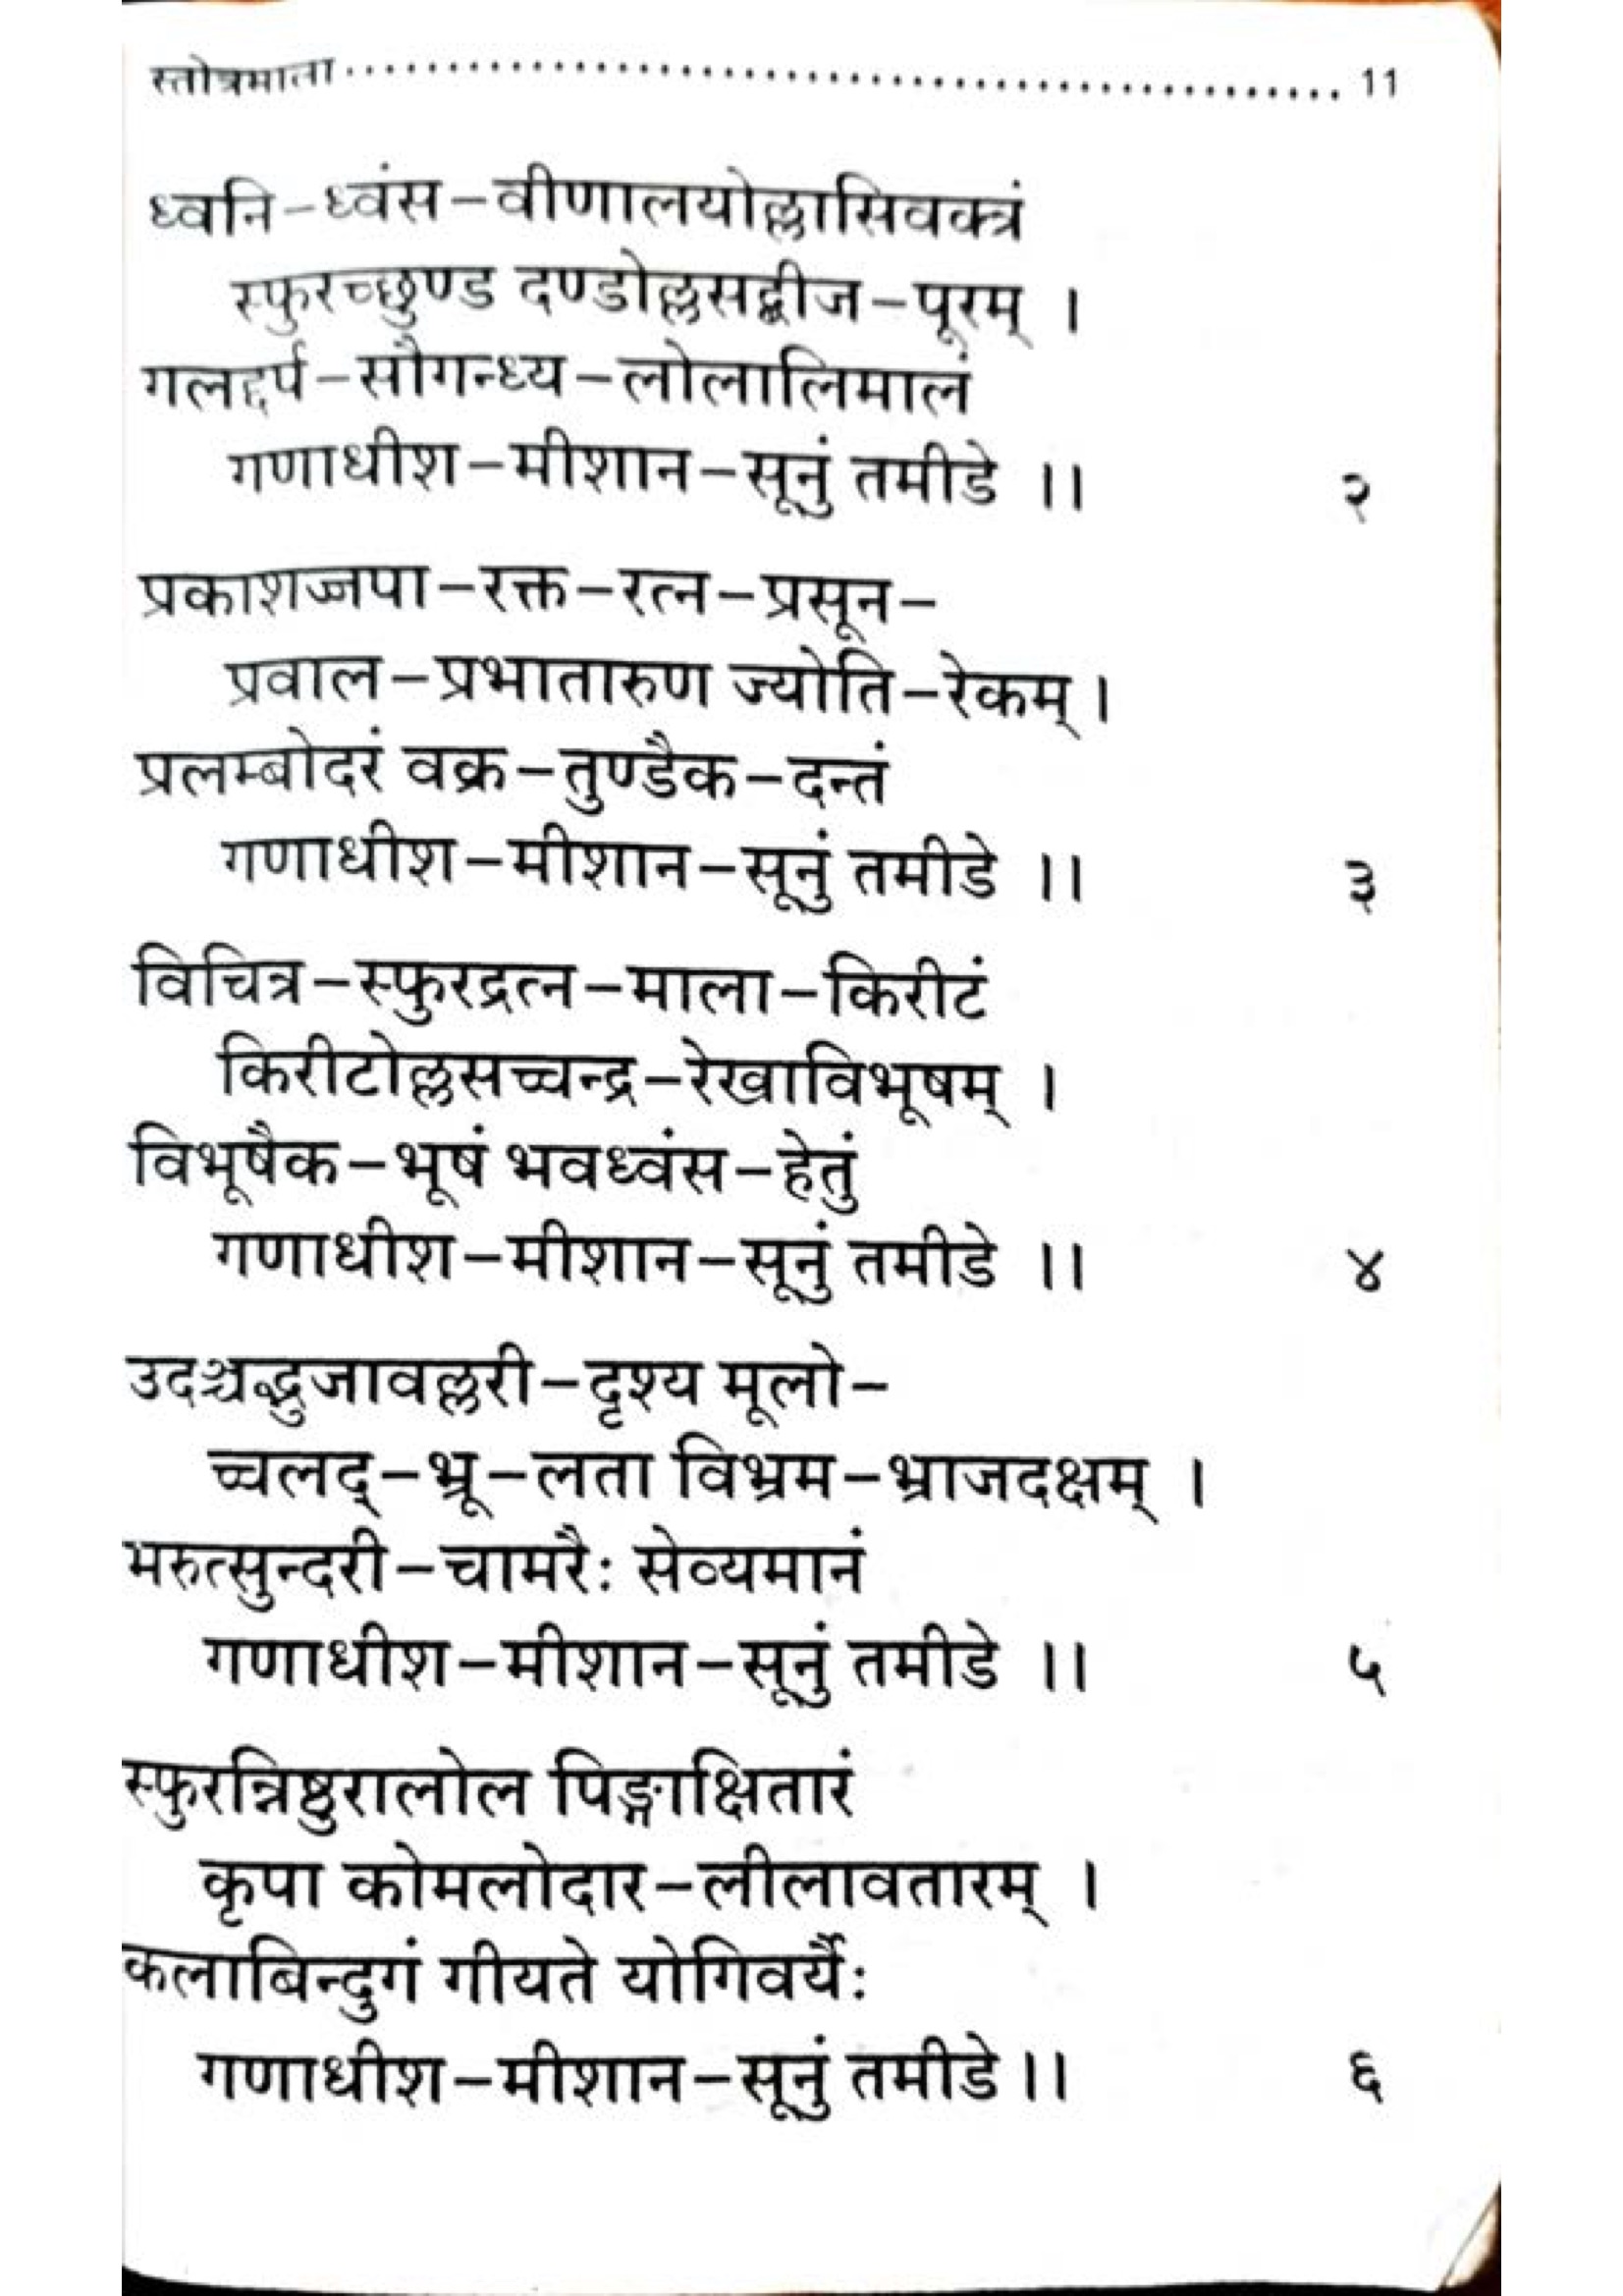 स्तोत्रमाता 11
ध्वनि-ध्वंस-वीणालयोल्लासिवक्त्रं
स्फुरच्छुण्ड दण्डोल्लसद्बीज-पूरम् ।
गलद्दर्प-सौगन्ध्य-लोलालिमालं
गणाधीश-मीशान-सूनुं तमीडे ।। २
प्रकाशज्जपा-रक्त-रत्न-प्रसून-
प्रवाल-प्रभातारुण ज्योति-रेकम् ।
प्रलम्बोदरं वक्र-तुण्डैक-दन्तं
गणाधीश-मीशान-सूनुं तमीडे ।। ३
विचित्र-स्फुरद्रत्न-माला-किरीटं
किरीटोल्लसच्चन्द्र-रेखाविभूषम् ।
विभूषैक-भूषं भवध्वंस-हेतुं
गणाधीश-मीशान-सूनुं तमीडे ।। ४
उदञ्चद्भुजावल्लरी-दृश्य मूलो-
च्चलद्-भ्रू-लता विभ्रम-भ्राजदक्षम् ।
भरुत्सुन्दरी-चामरैः सेव्यमानं
गणाधीश-मीशान-सूनुं तमीडे ।। ५
स्फुरन्निष्ठुरालोल पिङ्गाक्षितारं
कृपा कोमलोदार-लीलावतारम् ।
कलाबिन्दुगं गीयते योगिवर्यैः
गणाधीश-मीशान-सूनुं तमीडे ।। ६